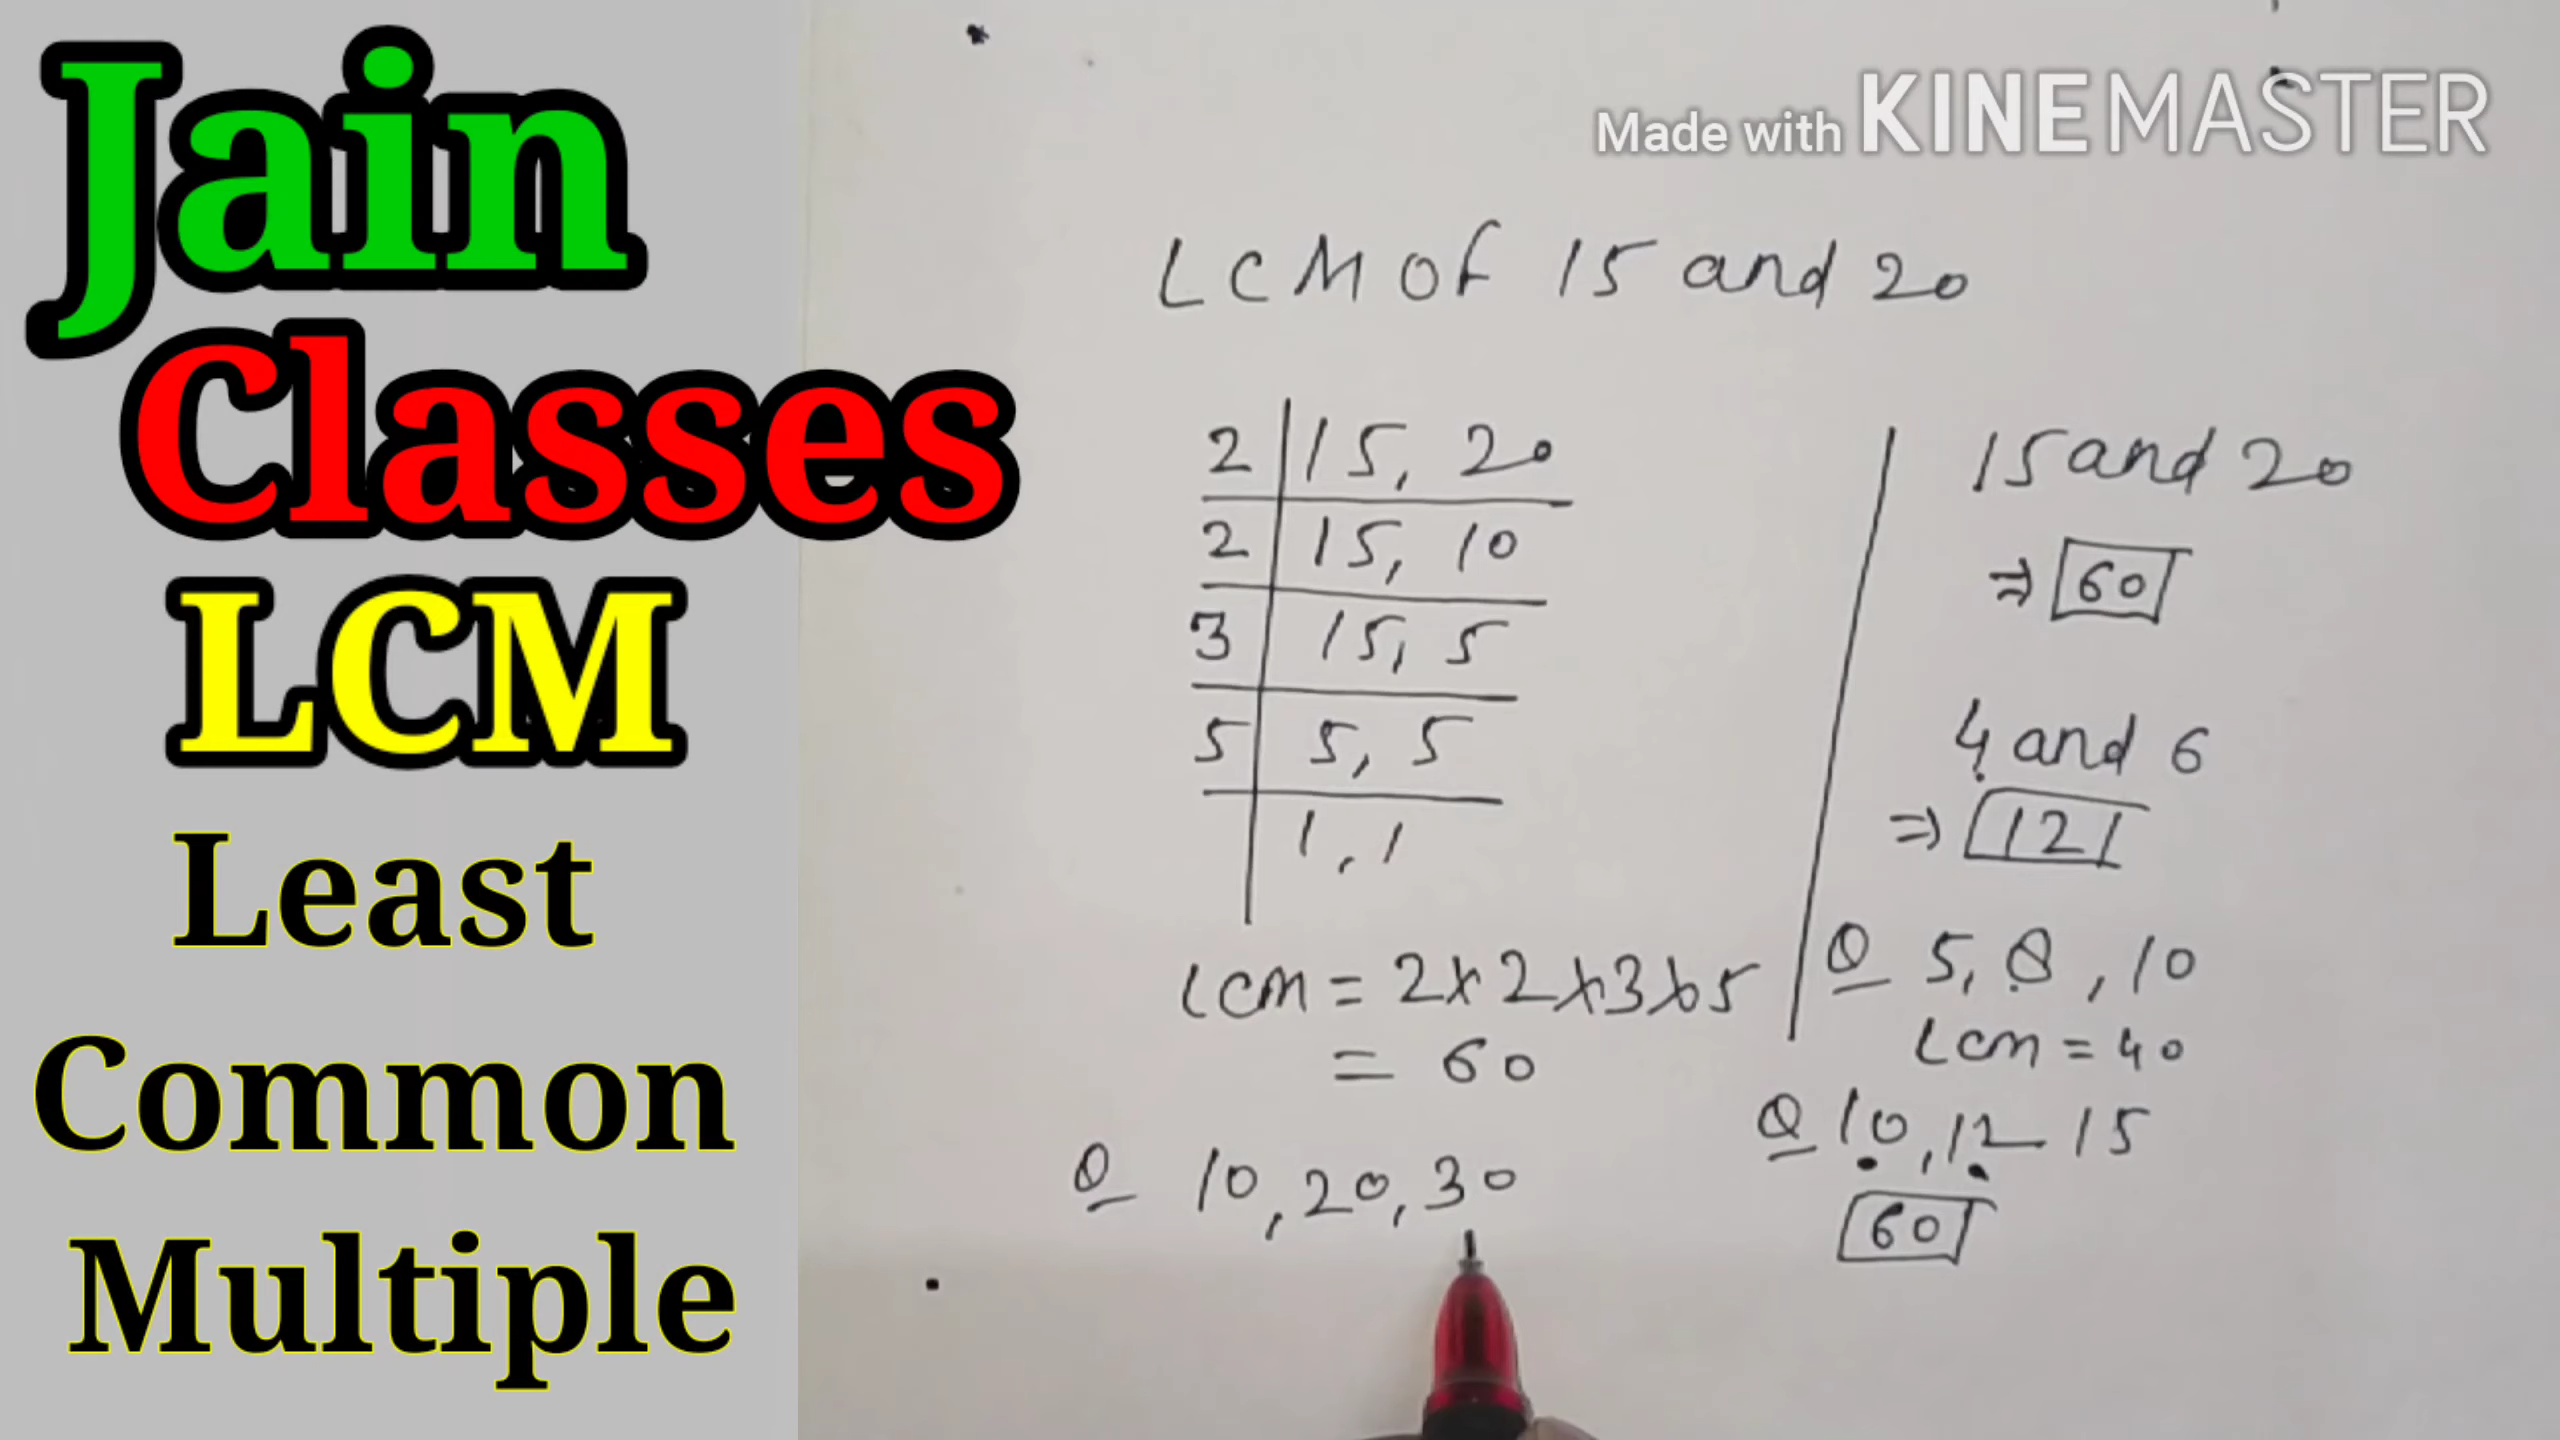 Jain
Classes
LCM
Least
Common
Multiple
Made with KINEMASTER
LCM OF 15 and 20
2 | 15, 20
2 | 15, 10
3 | 15, 5
5 | 5, 5
1, 1
LCM = 2x2x3x5
= 60
Q 10, 20, 30
15 and 20
⇒ 60
4 and 6
⇒ 12
Q 5, 8, 10
LCM = 40
Q 10, 12 15
60